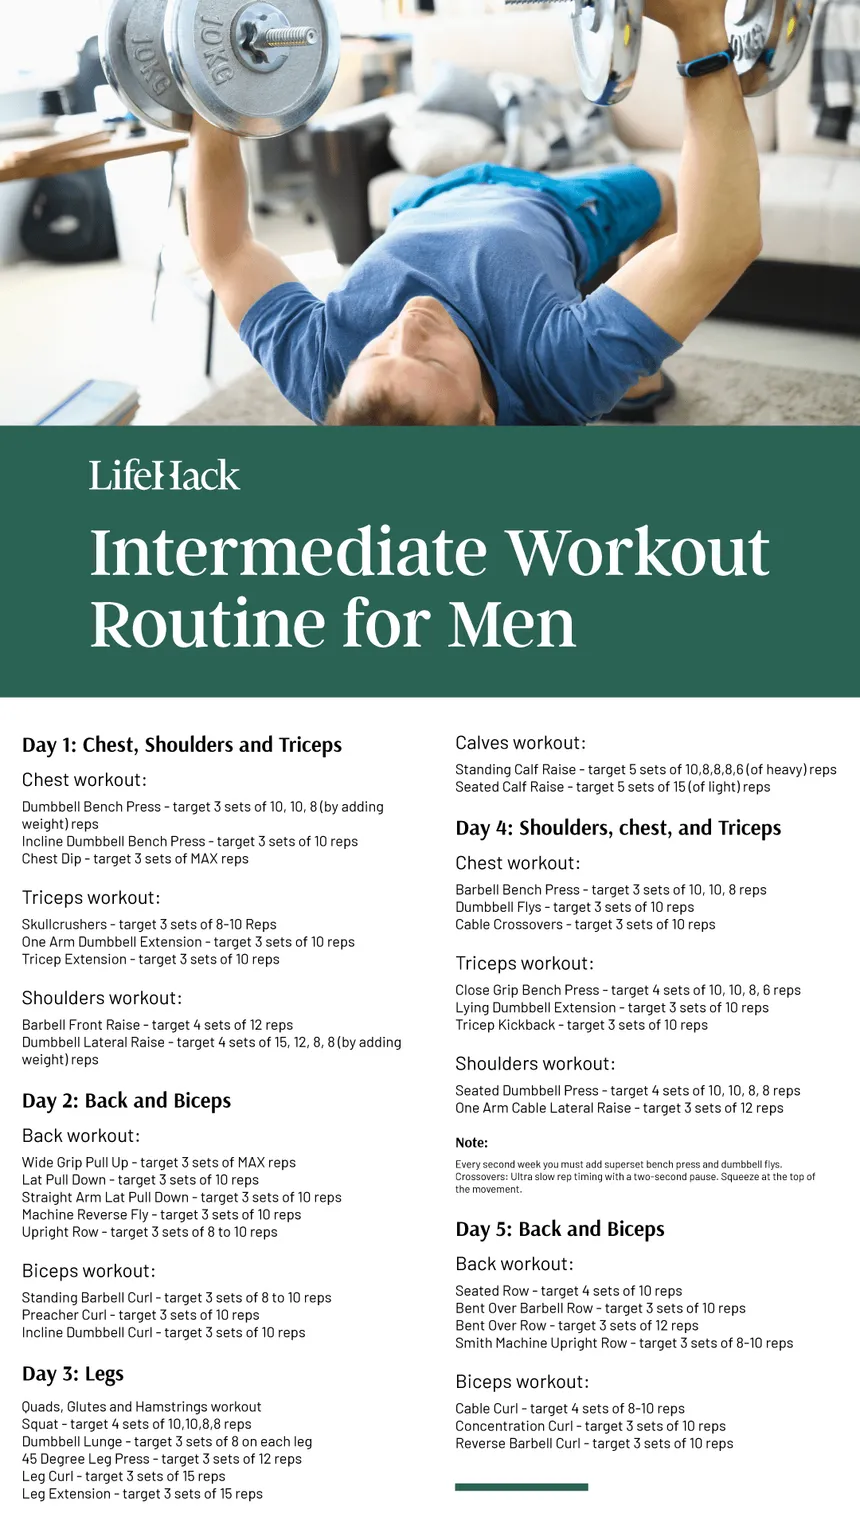 10KG
10KG
LifeHack
Intermediate Workout
Routine for Men
Day 1: Chest, Shoulders and Triceps
Chest workout:
Dumbbell Bench Press - target 3 sets of 10, 10, 8 (by adding
weight) reps
Incline Dumbbell Bench Press - target 3 sets of 10 reps
Chest Dip - target 3 sets of MAX reps
Triceps workout:
Skullcrushers - target 3 sets of 8-10 Reps
One Arm Dumbbell Extension - target 3 sets of 10 reps
Tricep Extension - target 3 sets of 10 reps
Shoulders workout:
Barbell Front Raise - target 4 sets of 12 reps
Dumbbell Lateral Raise - target 4 sets of 15, 12, 8, 8 (by adding
weight) reps
Day 2: Back and Biceps
Back workout:
Wide Grip Pull Up - target 3 sets of MAX reps
Lat Pull Down - target 3 sets of 10 reps
Straight Arm Lat Pull Down - target 3 sets of 10 reps
Machine Reverse Fly - target 3 sets of 10 reps
Upright Row - target 3 sets of 8 to 10 reps
Biceps workout:
Standing Barbell Curl - target 3 sets of 8 to 10 reps
Preacher Curl - target 3 sets of 10 reps
Incline Dumbbell Curl - target 3 sets of 10 reps
Day 3: Legs
Quads, Glutes and Hamstrings workout
Squat - target 4 sets of 10,10,8,8 reps
Dumbbell Lunge - target 3 sets of 8 on each leg
45 Degree Leg Press - target 3 sets of 12 reps
Leg Curl - target 3 sets of 15 reps
Leg Extension - target 3 sets of 15 reps
Calves workout:
Standing Calf Raise - target 5 sets of 10,8,8,8,6 (of heavy) reps
Seated Calf Raise - target 5 sets of 15 (of light) reps
Day 4: Shoulders, chest, and Triceps
Chest workout:
Barbell Bench Press - target 3 sets of 10, 10, 8 reps
Dumbbell Flys - target 3 sets of 10 reps
Cable Crossovers - target 3 sets of 10 reps
Triceps workout:
Close Grip Bench Press - target 4 sets of 10, 10, 8, 6 reps
Lying Dumbbell Extension - target 3 sets of 10 reps
Tricep Kickback - target 3 sets of 10 reps
Shoulders workout:
Seated Dumbbell Press - target 4 sets of 10, 10, 8, 8 reps
One Arm Cable Lateral Raise - target 3 sets of 12 reps
Note:
Every second week you must add superset bench press and dumbbell flys.
Crossovers: Ultra slow rep timing with a two-second pause. Squeeze at the top of
the movement.
Day 5: Back and Biceps
Back workout:
Seated Row - target 4 sets of 10 reps
Bent Over Barbell Row - target 3 sets of 10 reps
Bent Over Row - target 3 sets of 12 reps
Smith Machine Upright Row - target 3 sets of 8-10 reps
Biceps workout:
Cable Curl - target 4 sets of 8-10 reps
Concentration Curl - target 3 sets of 10 reps
Reverse Barbell Curl - target 3 sets of 10 reps